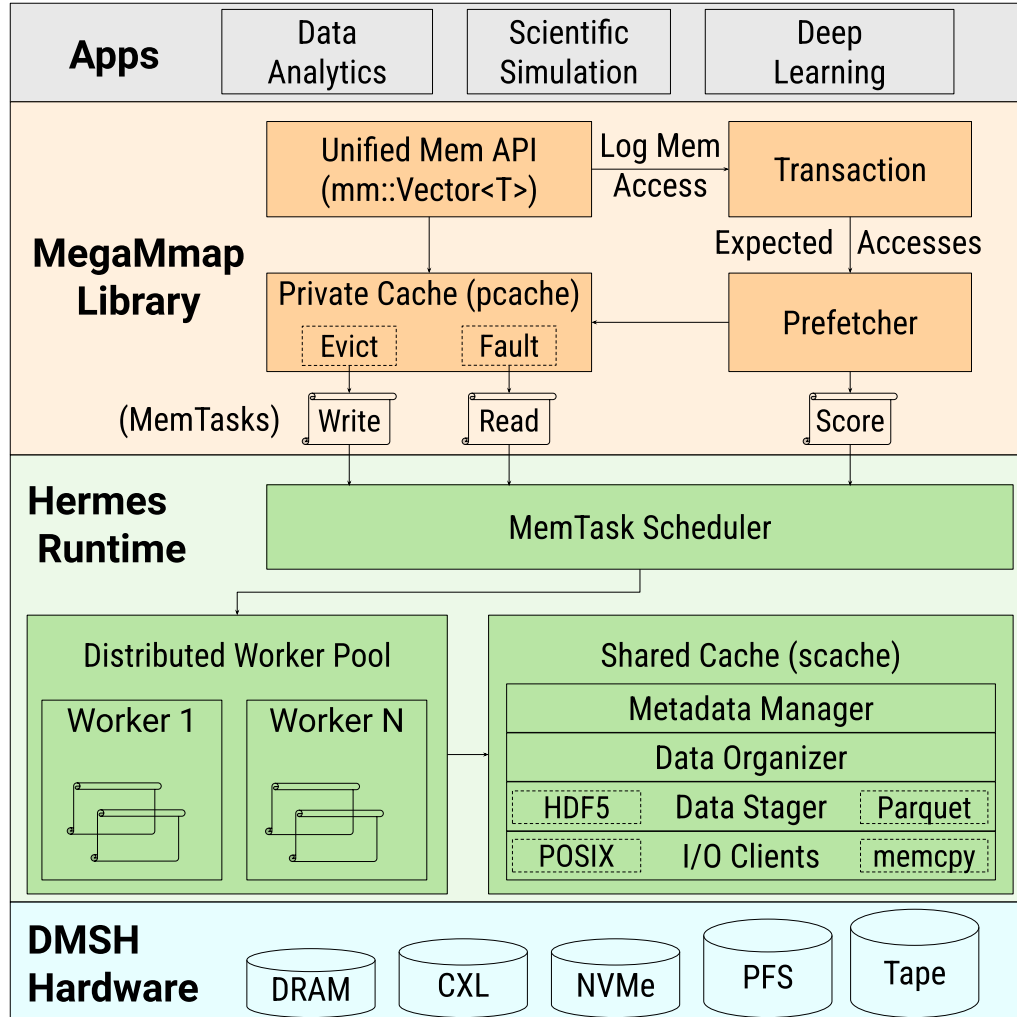 Apps
Data
Analytics
Scientific
Simulation
Deep
Learning
MegaMmap
Library
Unified Mem API
(mm::Vector<T>)
Log Mem
Access
Transaction
Expected Accesses
Private Cache (pcache)
Evict
Fault
Prefetcher
(MemTasks)
Write
Read
Score
Hermes
Runtime
MemTask Scheduler
Distributed Worker Pool
Worker 1
Worker N
Shared Cache (scache)
Metadata Manager
Data Organizer
HDF5 Data Stager Parquet
POSIX I/O Clients memcpy
DMSH
Hardware
DRAM
CXL
NVMe
PFS
Tape